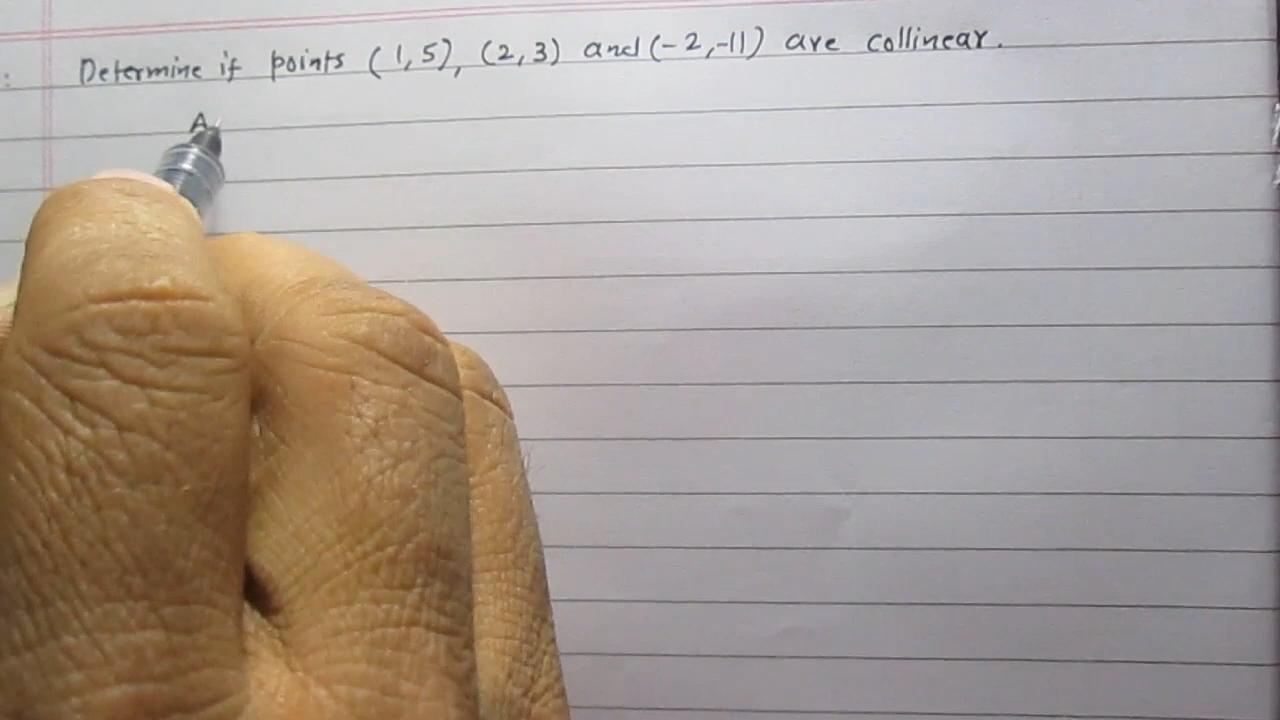 : Determine if points (1,5), (2,3) and (-2,-11) are collinear.
A